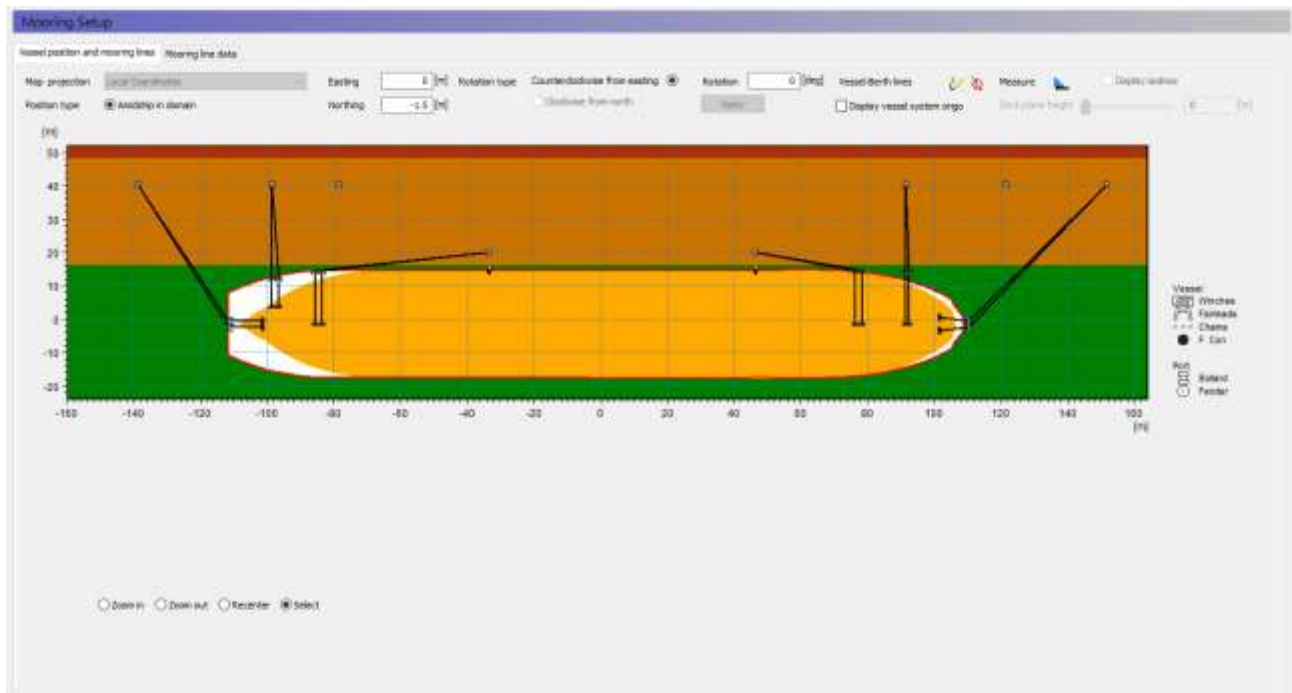 Mooring Setup
Vessel position and mooring lines Mooring line data
Map projection Local Coordinates Easting 0 [m] Rotation type Counterclockwise from easting Rotation 0 [deg] Vessel-Berth lines Measure Display
Position type Amidship in domain Northing -1.5 [m] Clockwise from north Display vessel system origo
[m]
50
40
30
20
10
0
-10
-20
-160 -140 -120 -100 -80 -60 -40 -20 0 20 40 60 80 100 120 140 160
[m]
Vessel:
Winches
Fairleads
Chains
F. Con
Port:
Bollard
Fender
Zoom in Zoom out Recenter Select